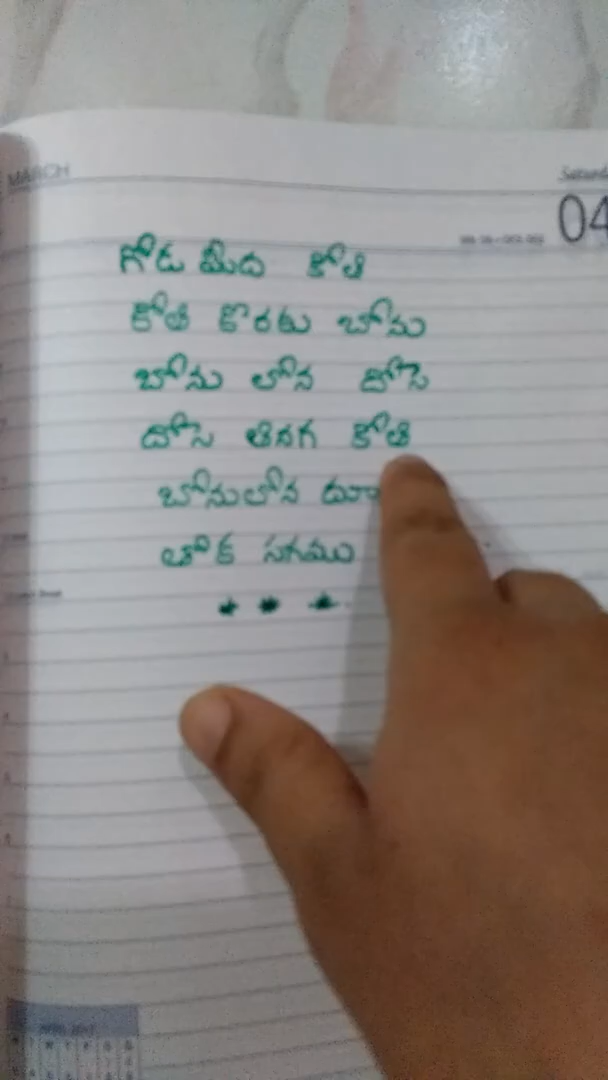 MARCH
04
గోడ మీద కోతి
కోతి కొరకు బోను
బోను లోన దోసె
దోసె తినగ కోతి
బోనులోన దూ
తోక సగము